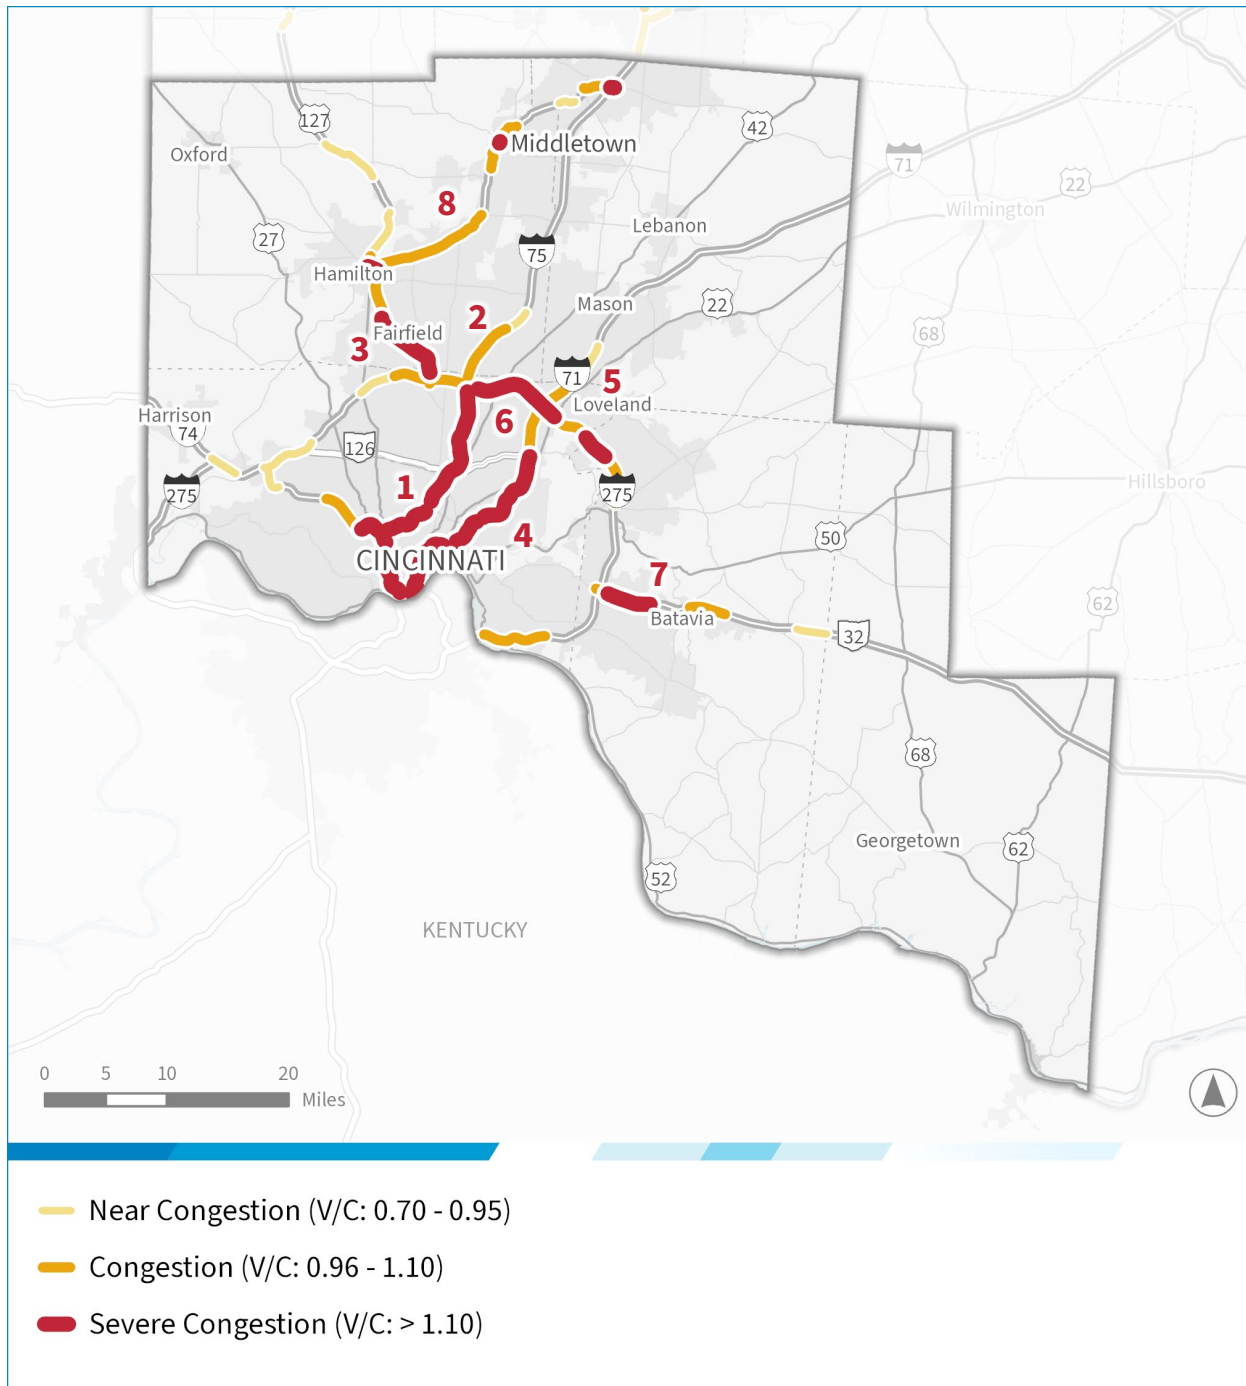 127
42
Oxford
Middletown
71
22
8
Wilmington
27
Lebanon
75
Hamilton
Mason
22
2
Fairfield
68
3
71
5
Loveland
Harrison
74
6
126
275
1
275
Hillsboro
4
50
CINCINNATI
7
62
Batavia
32
68
Georgetown
62
52
KENTUCKY
0 5 10 20
Miles
Near Congestion (V/C: 0.70 - 0.95)
Congestion (V/C: 0.96 - 1.10)
Severe Congestion (V/C: > 1.10)